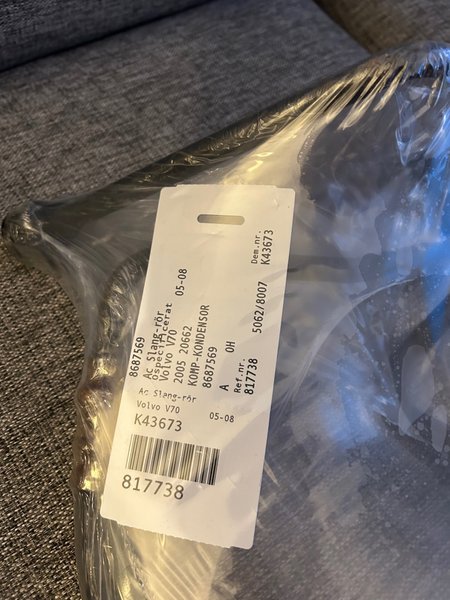 8687569
Ac Slang-rör
Ospecificerat 05-08
Volvo V70
2005 20662
KOMP-KONDENSOR
8687569
A OH 5062/8007
Ref.nr. Dem.nr.
817738 K43673
Ac Slang-rör
Volvo V70 05-08
K43673
817738